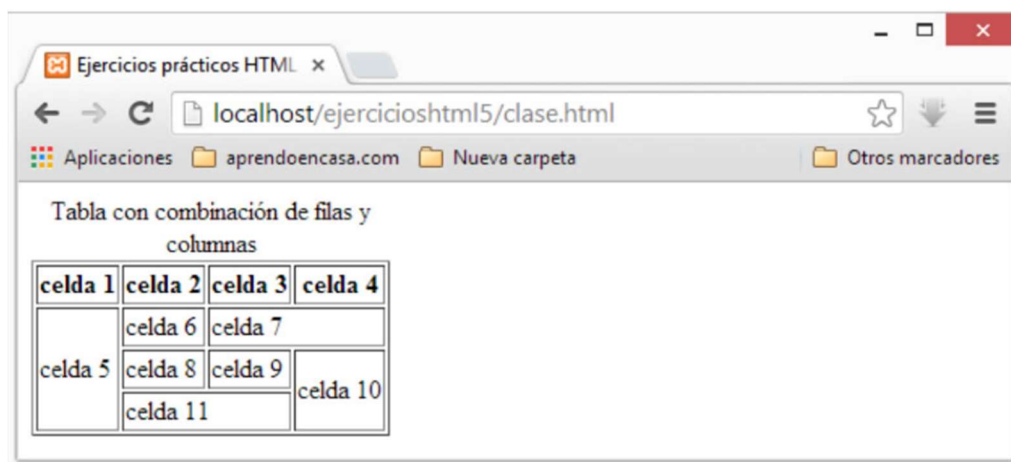 Ejercicios prácticos HTML
localhost/ejercicioshtml5/clase.html
Aplicaciones aprendoencasa.com Nueva carpeta Otros marcadores
Tabla con combinación de filas y
columnas
celda 1 celda 2 celda 3 celda 4
celda 5 celda 6 celda 7
celda 8 celda 9 celda 10
celda 11